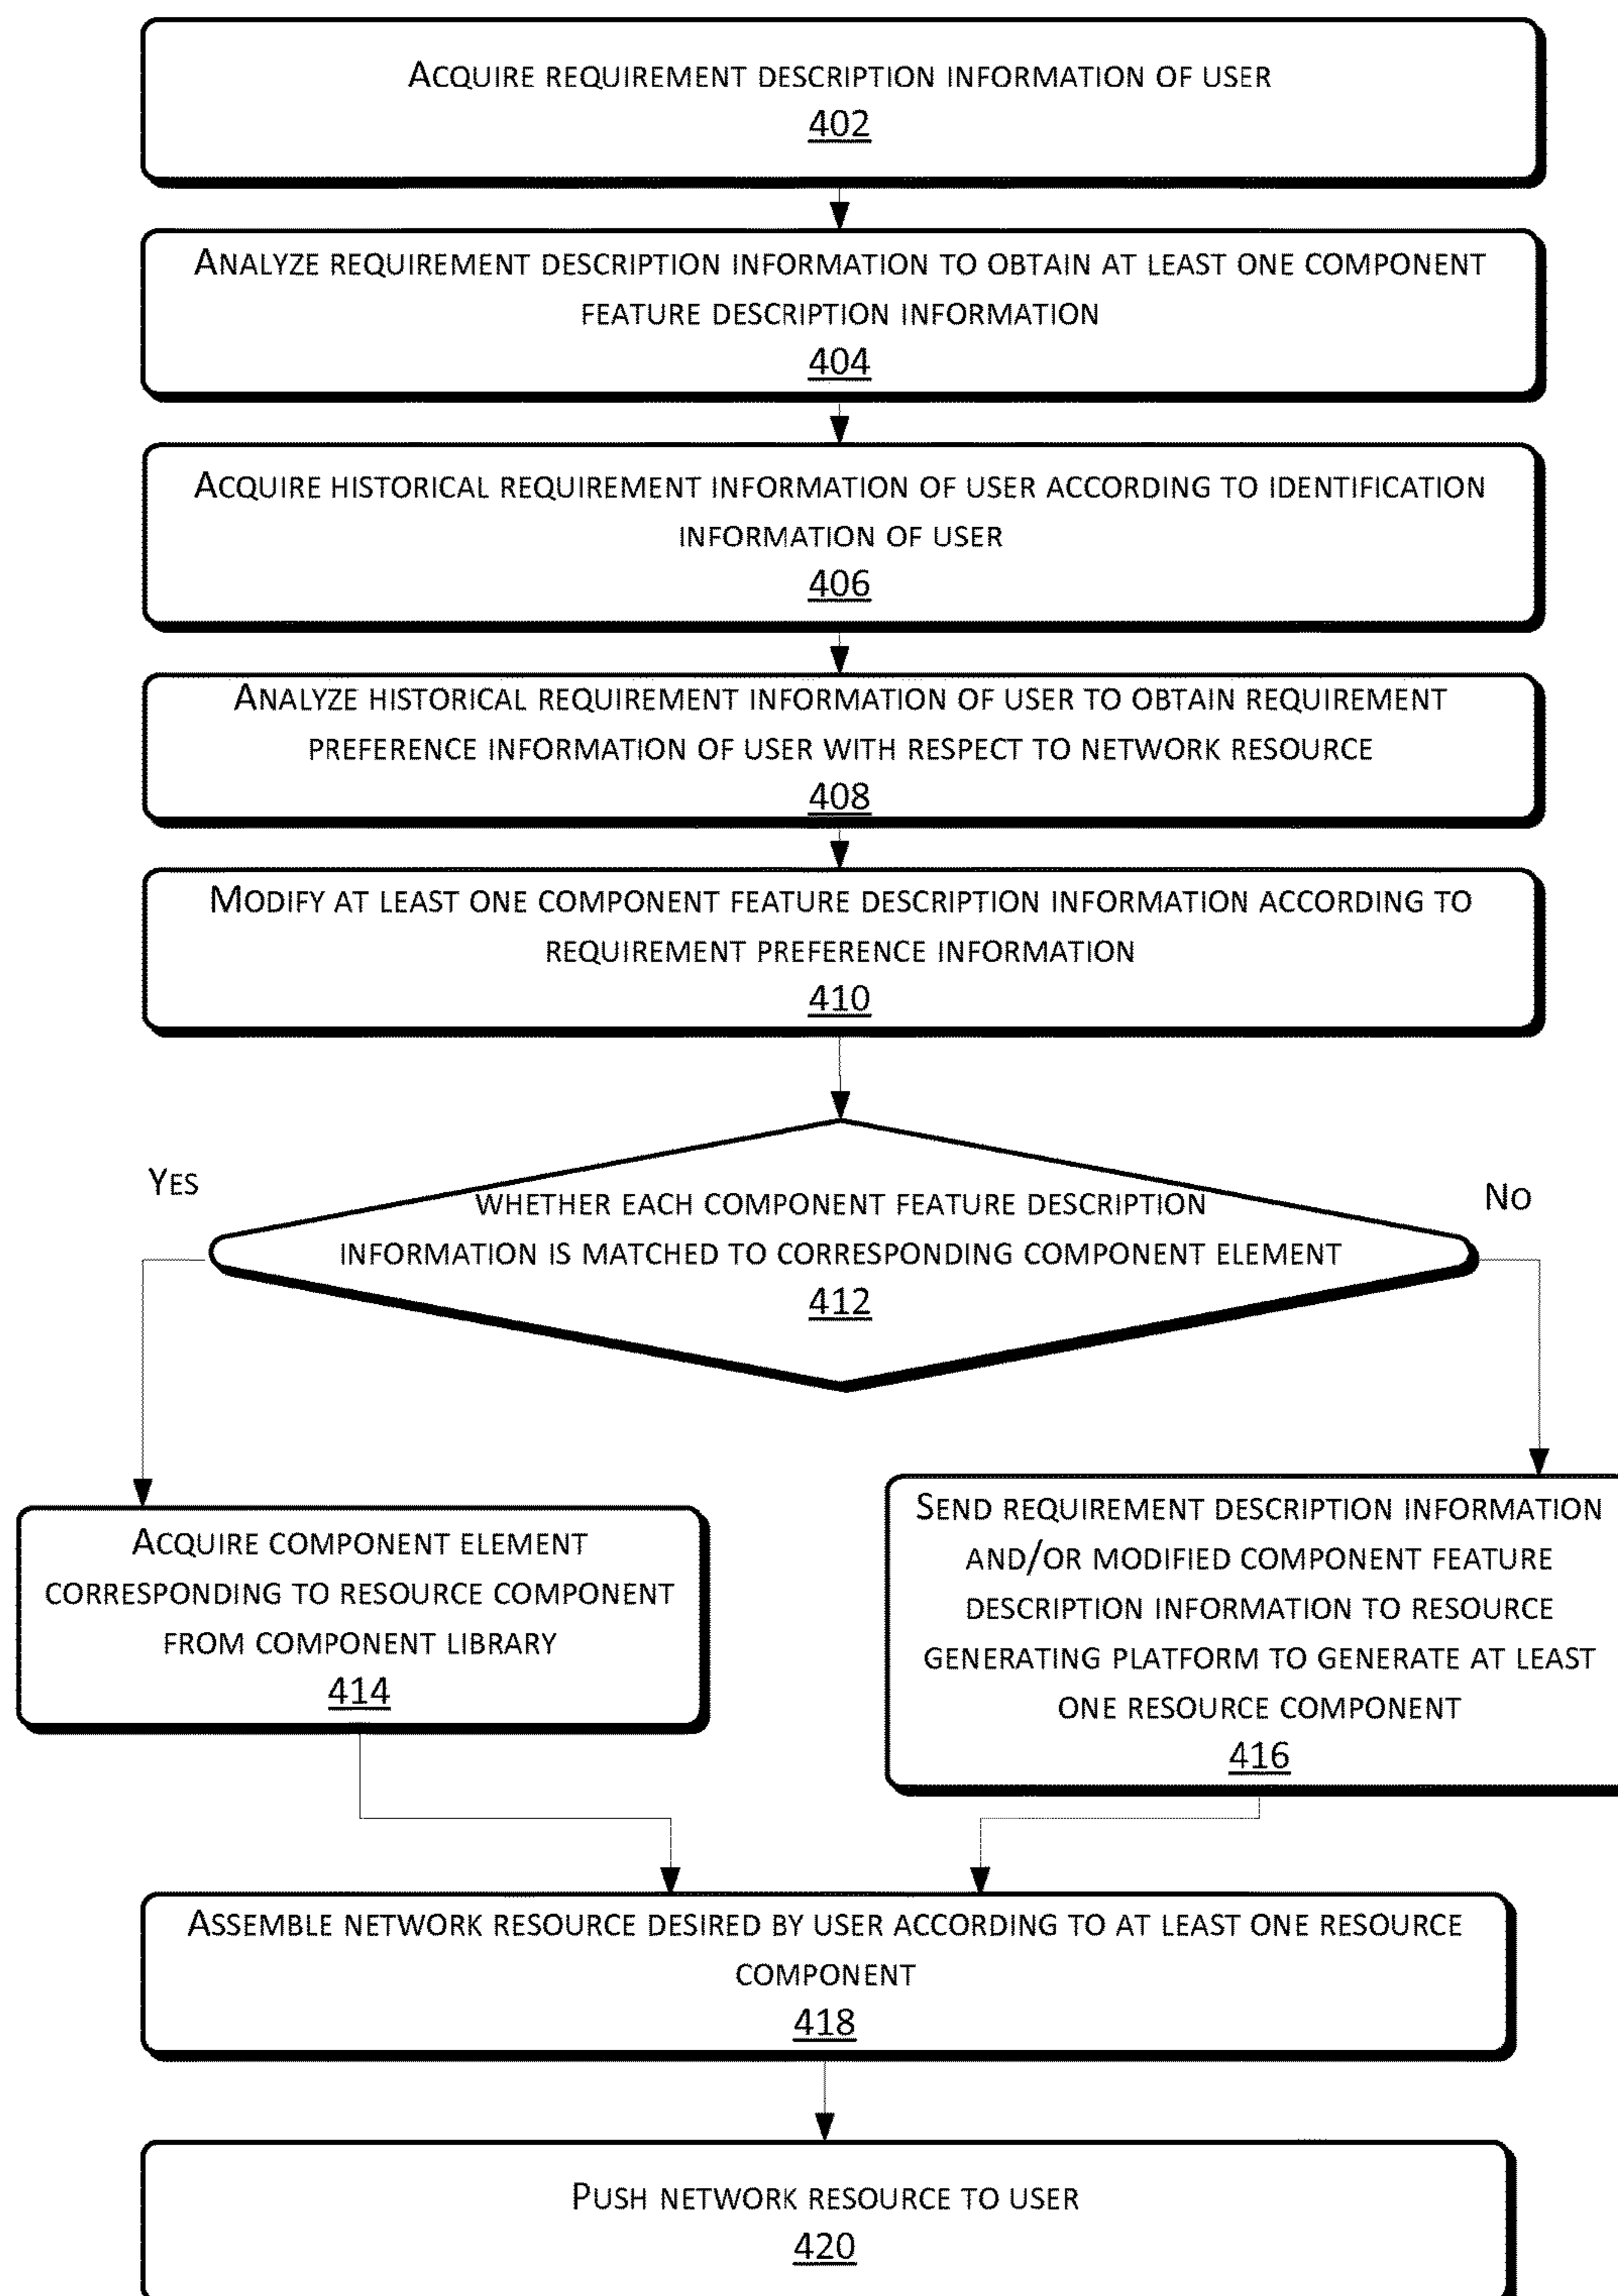 ACQUIRE REQUIREMENT DESCRIPTION INFORMATION OF USER
402
ANALYZE REQUIREMENT DESCRIPTION INFORMATION TO OBTAIN AT LEAST ONE COMPONENT
FEATURE DESCRIPTION INFORMATION
404
ACQUIRE HISTORICAL REQUIREMENT INFORMATION OF USER ACCORDING TO IDENTIFICATION
INFORMATION OF USER
406
ANALYZE HISTORICAL REQUIREMENT INFORMATION OF USER TO OBTAIN REQUIREMENT
PREFERENCE INFORMATION OF USER WITH RESPECT TO NETWORK RESOURCE
408
MODIFY AT LEAST ONE COMPONENT FEATURE DESCRIPTION INFORMATION ACCORDING TO
REQUIREMENT PREFERENCE INFORMATION
410
YES
NO
WHETHER EACH COMPONENT FEATURE DESCRIPTION
INFORMATION IS MATCHED TO CORRESPONDING COMPONENT ELEMENT
412
ACQUIRE COMPONENT ELEMENT
CORRESPONDING TO RESOURCE COMPONENT
FROM COMPONENT LIBRARY
414
SEND REQUIREMENT DESCRIPTION INFORMATION
AND/OR MODIFIED COMPONENT FEATURE
DESCRIPTION INFORMATION TO RESOURCE
GENERATING PLATFORM TO GENERATE AT LEAST
ONE RESOURCE COMPONENT
416
ASSEMBLE NETWORK RESOURCE DESIRED BY USER ACCORDING TO AT LEAST ONE RESOURCE
COMPONENT
418
PUSH NETWORK RESOURCE TO USER
420